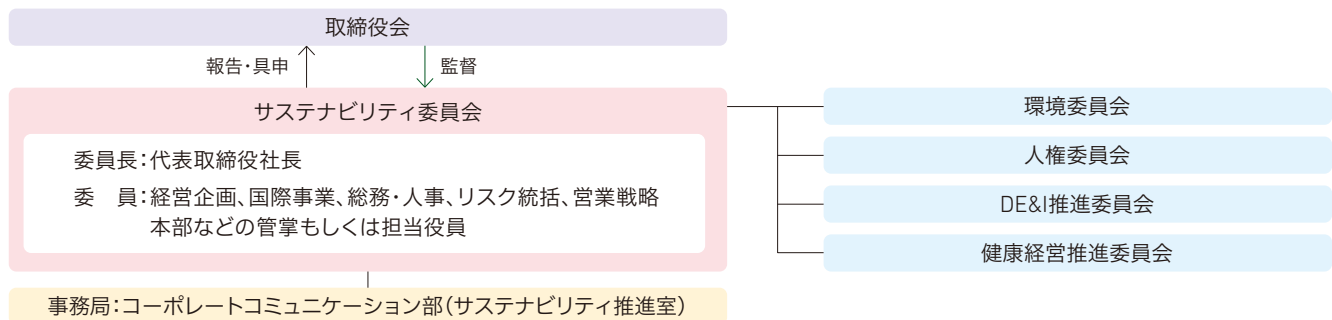 取締役会
報告・具申
監督
サステナビリティ委員会
委員長：代表取締役社長
委　員：経営企画、国際事業、総務・人事、リスク統括、営業戦略
本部などの管掌もしくは担当役員
事務局：コーポレートコミュニケーション部（サステナビリティ推進室）
環境委員会
人権委員会
DE&I推進委員会
健康経営推進委員会